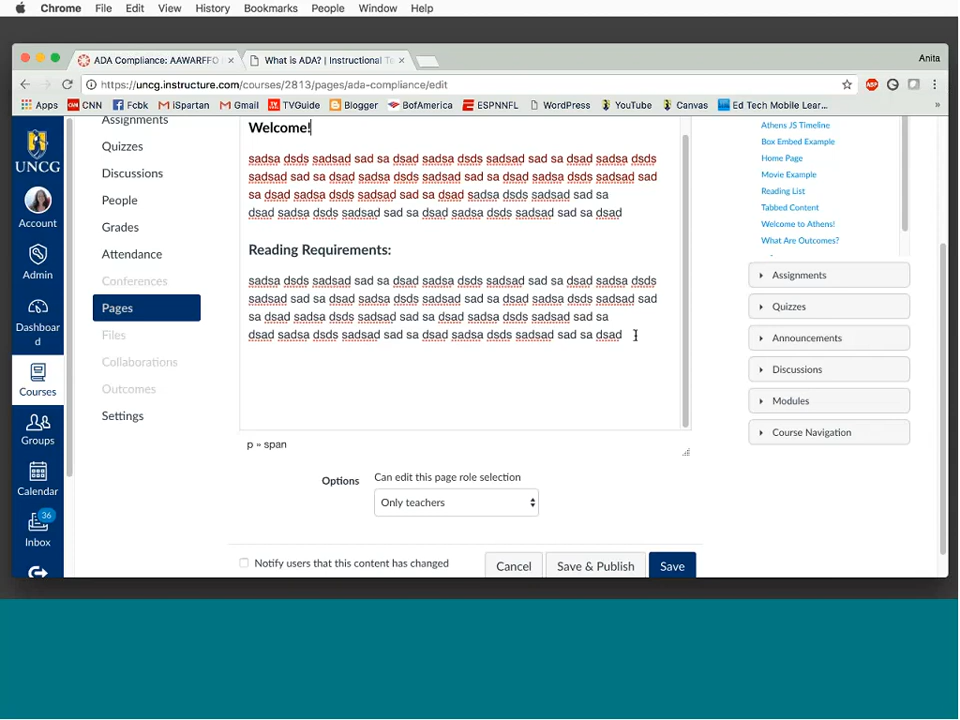 Chrome File Edit View History Bookmarks People Window Help
ADA Compliance: AAWARFFO × What is ADA? | Instructional Te × Anita
https://uncg.instructure.com/courses/2813/pages/ada-compliance/edit ABP
Apps CNN Fcbk iSpartan Gmail TVGuide Blogger BofAmerica ESPNNFL WordPress YouTube Canvas Ed Tech Mobile Lear... »
UNCG
Account
Admin
Dashboar
d
Courses
Groups
Calendar
36
Inbox
Assignments
Quizzes
Discussions
People
Grades
Attendance
Conferences
Pages
Files
Collaborations
Outcomes
Settings
Welcome!
sadsa dsds sadsad sad sa dsad sadsa dsds sadsad sad sa dsad sadsa dsds
sadsad sad sa dsad sadsa dsds sadsad sad sa dsad sadsa dsds sadsad sad
sa dsad sadsa dsds sadsad sad sa dsad sadsa dsds sadsad sad sa
dsad sadsa dsds sadsad sad sa dsad sadsa dsds sadsad sad sa dsad
Reading Requirements:
sadsa dsds sadsad sad sa dsad sadsa dsds sadsad sad sa dsad sadsa dsds
sadsad sad sa dsad sadsa dsds sadsad sad sa dsad sadsa dsds sadsad sad
sa dsad sadsa dsds sadsad sad sa dsad sadsa dsds sadsad sad sa
dsad sadsa dsds sadsad sad sa dsad sadsa dsds sadsad sad sa dsad
p » span
Options Can edit this page role selection
Only teachers
Notify users that this content has changed Cancel Save & Publish Save
Athens JS Timeline
Box Embed Example
Home Page
Movie Example
Reading List
Tabbed Content
Welcome to Athens!
What Are Outcomes?
Assignments
Quizzes
Announcements
Discussions
Modules
Course Navigation